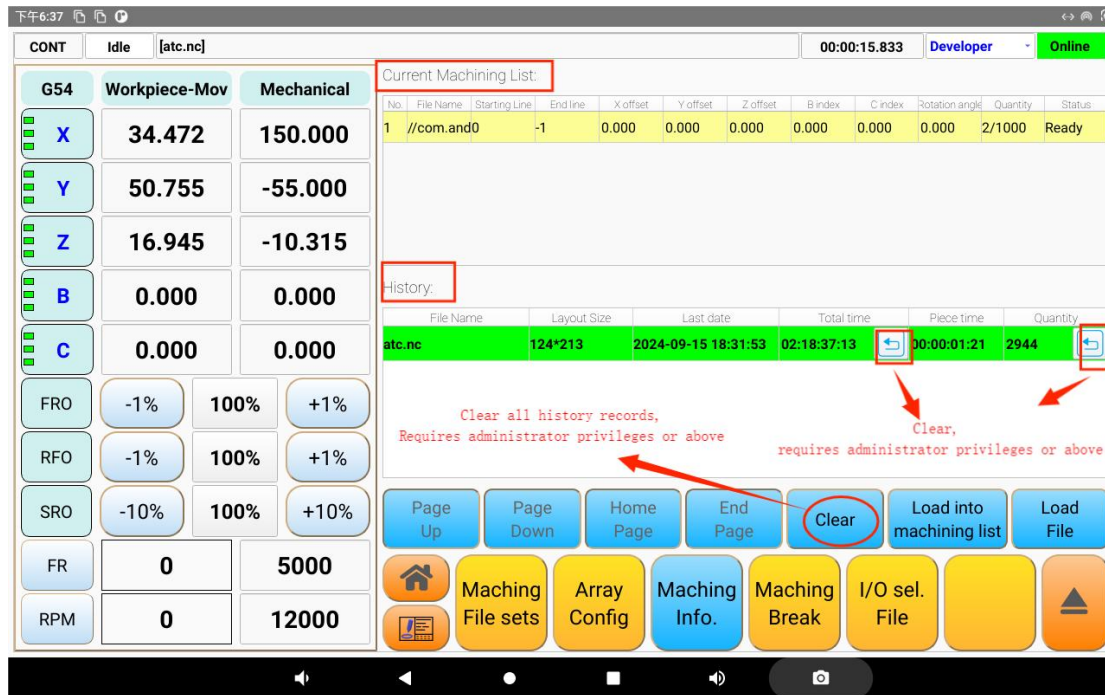 下午6:37
CONT Idle [atc.nc] 00:00:15.833 Developer Online
G54 Workpiece-Mov Mechanical
X 34.472 150.000
Y 50.755 -55.000
Z 16.945 -10.315
B 0.000 0.000
C 0.000 0.000
FRO -1% 100% +1%
RFO -1% 100% +1%
SRO -10% 100% +10%
FR 0 5000
RPM 0 12000
Current Machining List:
No. File Name Starting Line End line X offset Y offset Z offset B index C index Rotation angle Quantity Status
1 //com.and0 -1 0.000 0.000 0.000 0.000 0.000 0.000 2/1000 Ready
History:
File Name Layout Size Last date Total time Piece time Quantity
atc.nc 124*213 2024-09-15 18:31:53 02:18:37:13 00:00:01:21 2944
Clear all history records,
Requires administrator privileges or above
Clear,
requires administrator privileges or above
Page Up
Page Down
Home Page
End Page
Clear
Load into
machining list
Load
File
Maching
File sets
Array
Config
Maching
Info.
Maching
Break
I/O sel.
File